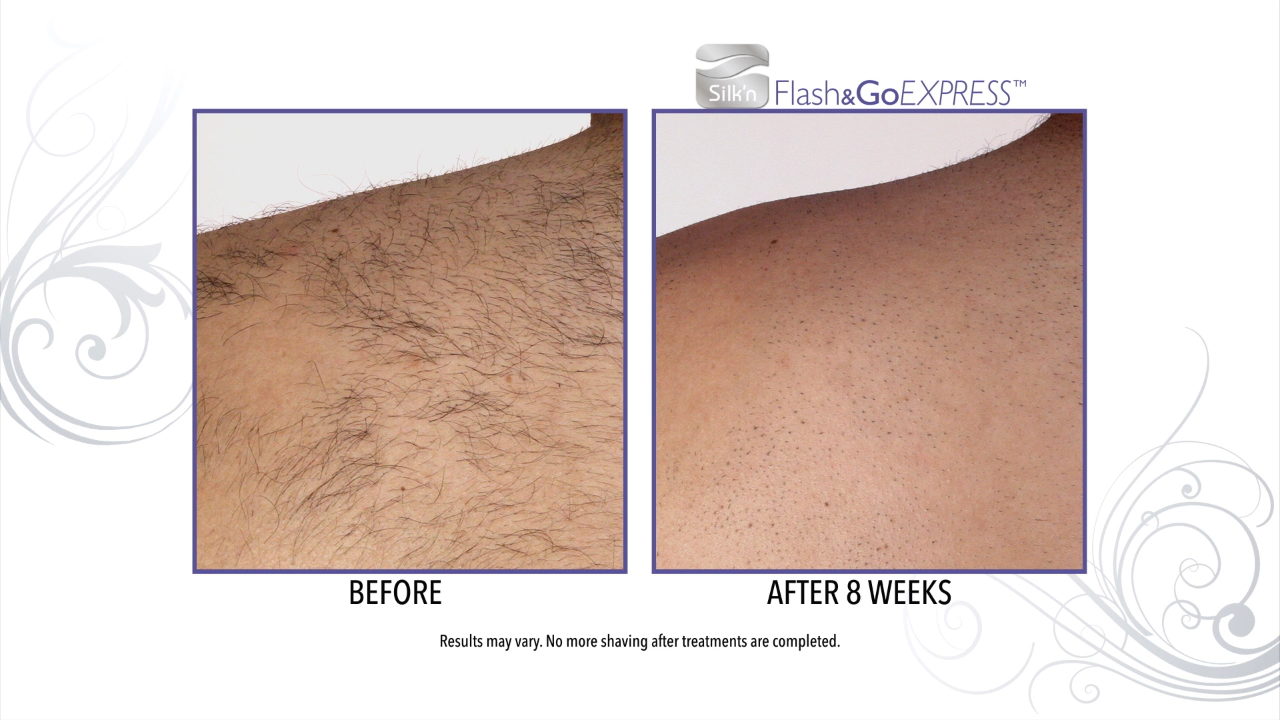 Silk'n Flash&GoEXPRESS™
BEFORE
AFTER 8 WEEKS
Results may vary. No more shaving after treatments are completed.